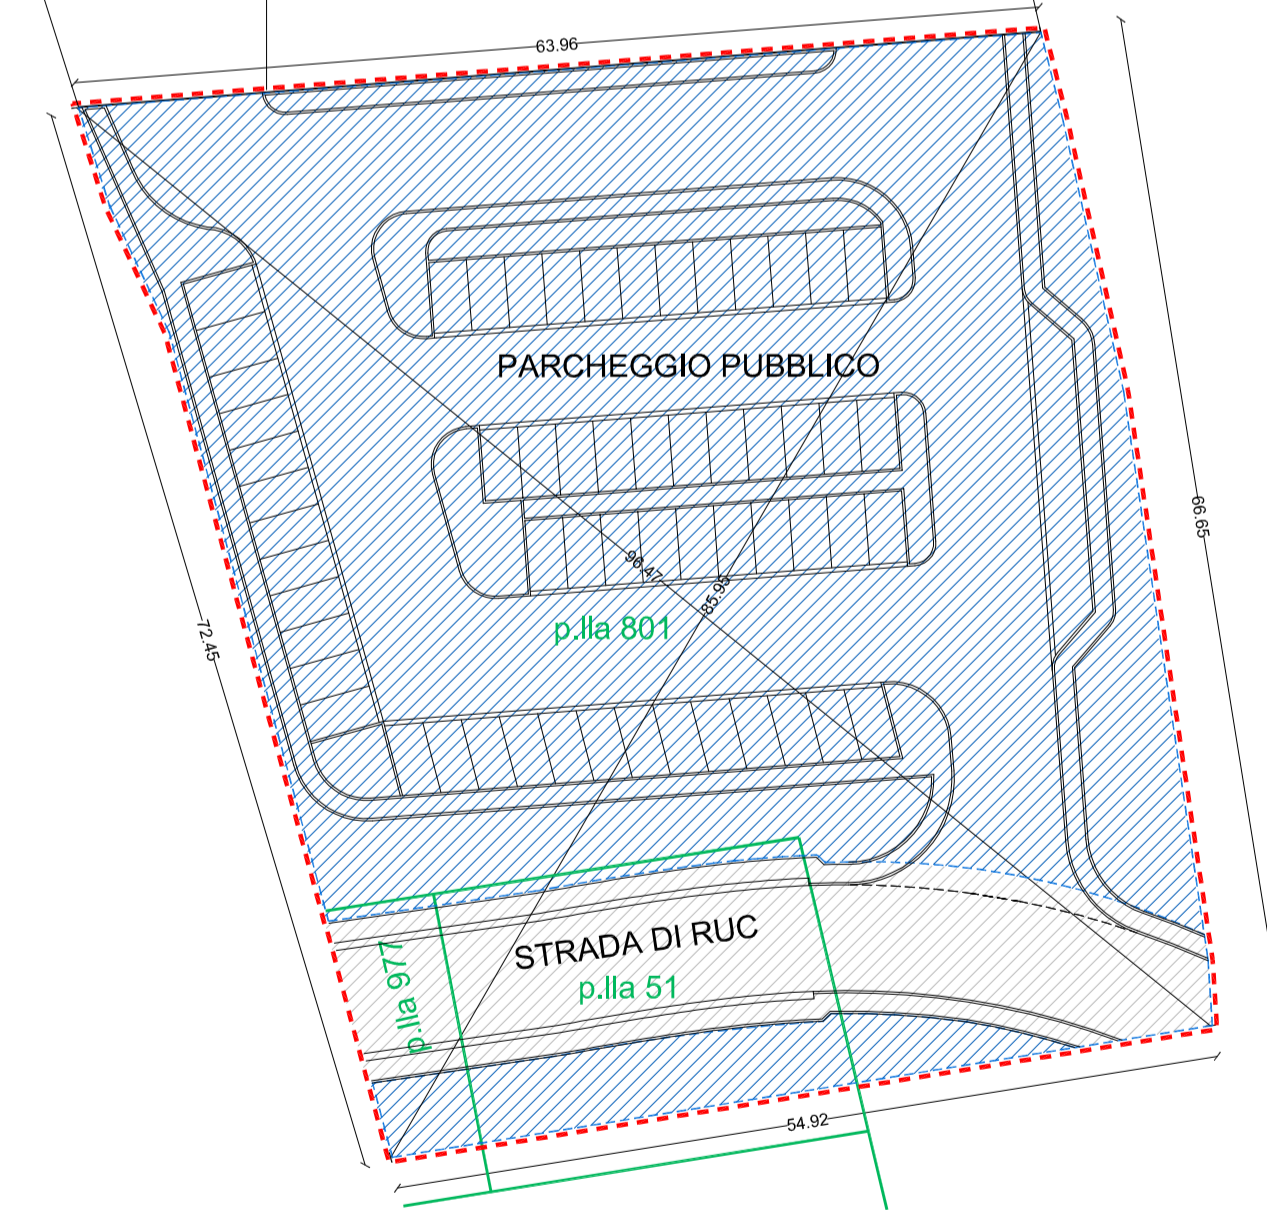 63.96
PARCHEGGIO PUBBLICO
66.65
96.47
85.95
p.lla 801
72.45
STRADA DI RUC
p.lla 51
p.lla 977
54.92